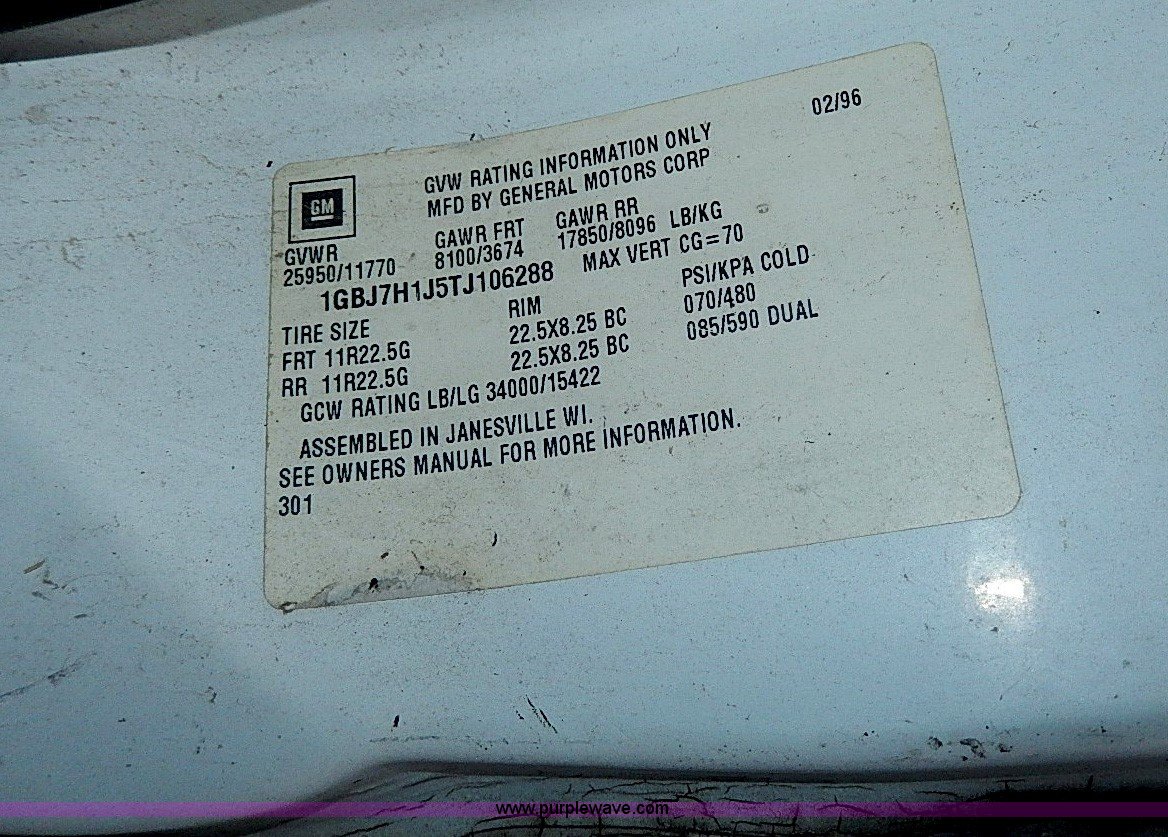 02/96
GM
GVW RATING INFORMATION ONLY
MFD BY GENERAL MOTORS CORP
GVWR GAWR FRT GAWR RR
25950/11770 8100/3674 17850/8096 LB/KG
1GBJ7H1J5TJ106288 MAX VERT CG=70
TIRE SIZE RIM PSI/KPA COLD
FRT 11R22.5G 22.5X8.25 BC 070/480
RR 11R22.5G 22.5X8.25 BC 085/590 DUAL
GCW RATING LB/LG 34000/15422
ASSEMBLED IN JANESVILLE WI.
SEE OWNERS MANUAL FOR MORE INFORMATION.
301
www.purplewave.com